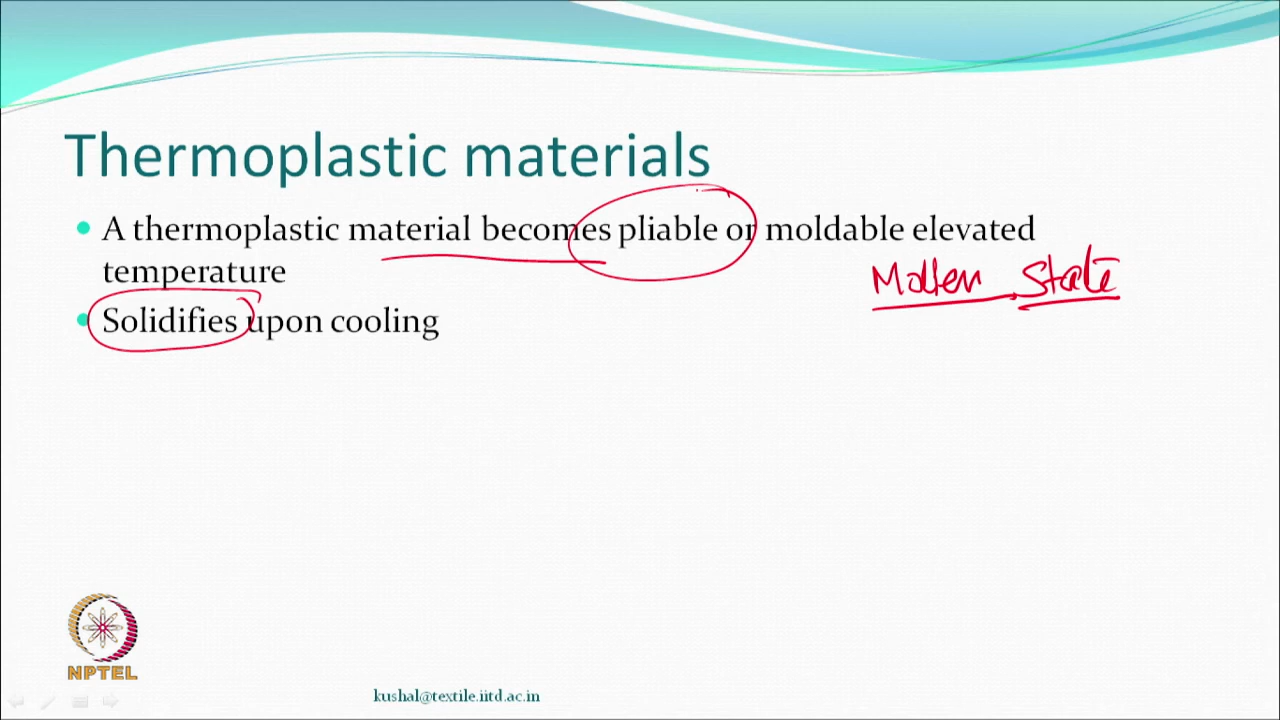 Thermoplastic materials
A thermoplastic material becomes pliable or moldable elevated
temperature
Molten State
Solidifies upon cooling
NPTEL
kushal@textile.iitd.ac.in